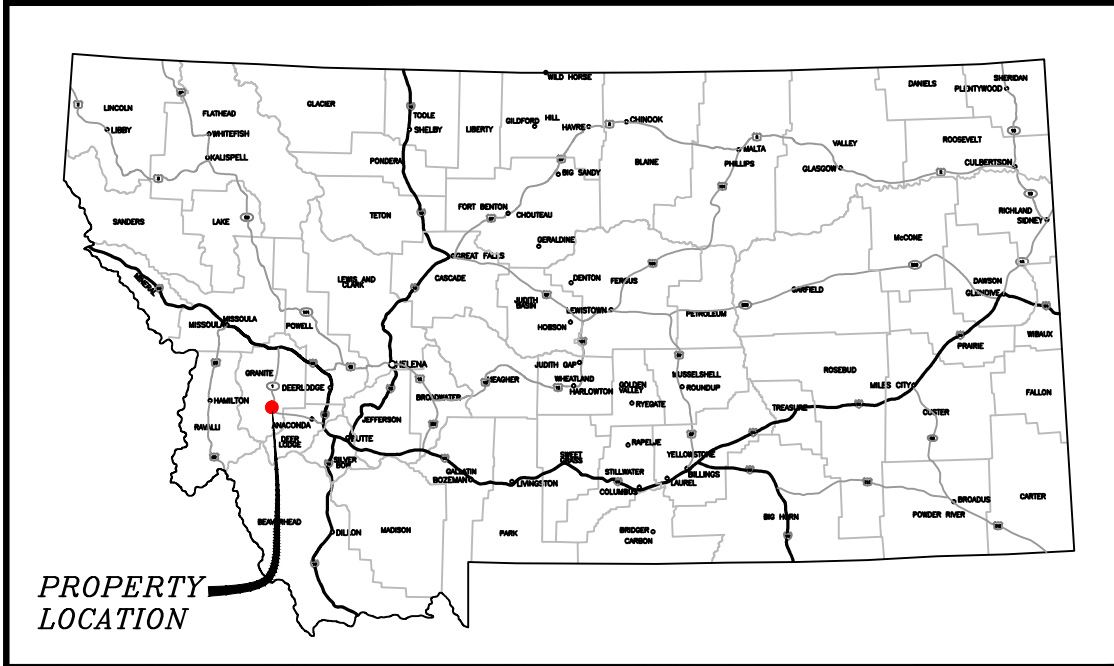 WILD HORSE
DANIELS
SHERIDAN
PLENTYWOOD
LINCOLN
FLATHEAD
GLACIER
TOOLE
LIBBY
WHITEFISH
SHELBY
LIBERTY
GILDFORD
HILL
HAVRE
CHINOOK
VALLEY
ROOSEVELT
KALISPELL
PONDERA
BLAINE
MALTA
PHILLIPS
GLASGOW
CULBERTSON
BIG SANDY
SANDERS
LAKE
TETON
FORT BENTON
CHOUTEAU
RICHLAND
SIDNEY
GERALDINE
McCONE
GREAT FALLS
MINERAL
LEWIS AND
CLARK
CASCADE
DENTON
FERGUS
GARFIELD
DAWSON
GLENDIVE
JUDITH
BASIN
LEWISTOWN
PETROLEUM
MISSOULA
MISSOULA
POWELL
HOBSON
WIBAUX
PRAIRIE
HELENA
JUDITH GAP
GRANITE
DEERLODGE
MEAGHER
WHEATLAND
HARLOWTON
GOLDEN
VALLEY
MUSSELSHELL
ROUNDUP
ROSEBUD
MILES CITY
FALLON
HAMILTON
BROADWATER
RYEGATE
TREASURE
CUSTER
RAVALLI
ANACONDA
DEER
LODGE
JEFFERSON
BUTTE
RAPELJE
SILVER
BOW
GALLATIN
BOZEMAN
SWEET
GRASS
LIVINGSTON
STILLWATER
COLUMBUS
YELLOWSTONE
BILLINGS
LAUREL
BROADUS
CARTER
BEAVERHEAD
DILLON
MADISON
PARK
BRIDGER
CARBON
BIG HORN
POWDER RIVER
PROPERTY
LOCATION